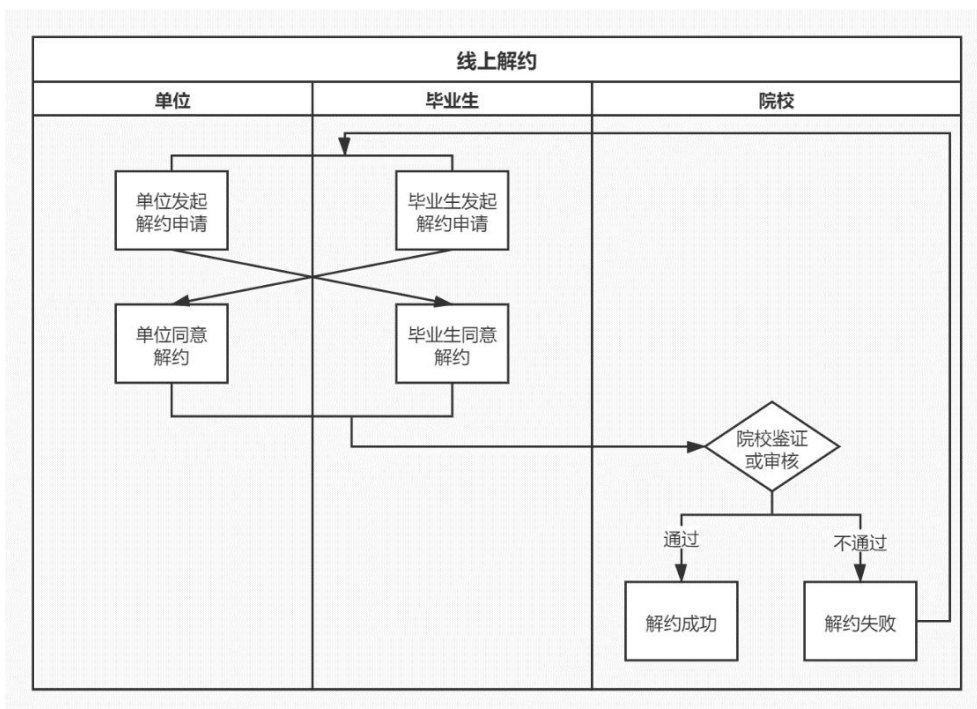 线上解约
单位
毕业生
院校
单位发起
解约申请
毕业生发起
解约申请
单位同意
解约
毕业生同意
解约
院校鉴证
或审核
通过
不通过
解约成功
解约失败